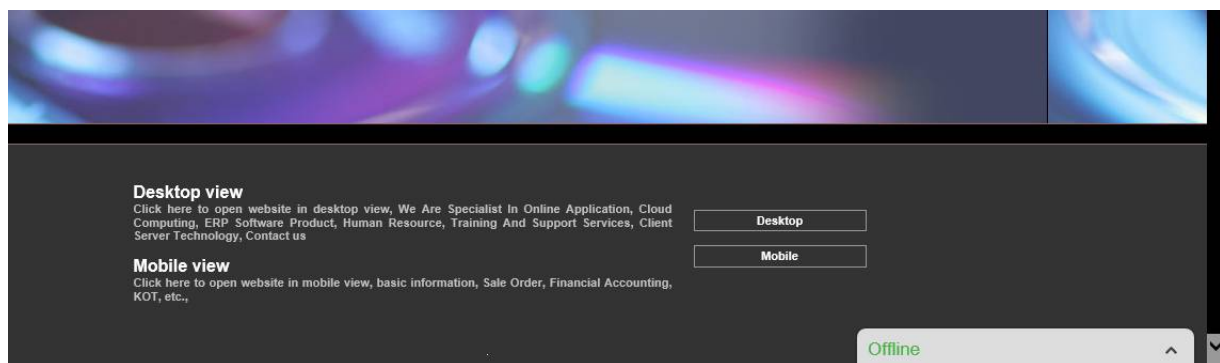 Desktop view
Click here to open website in desktop view, We Are Specialist In Online Application, Cloud
Computing, ERP Software Product, Human Resource, Training And Support Services, Client
Server Technology, Contact us
Desktop
Mobile
Mobile view
Click here to open website in mobile view, basic information, Sale Order, Financial Accounting,
KOT, etc.,
Offline